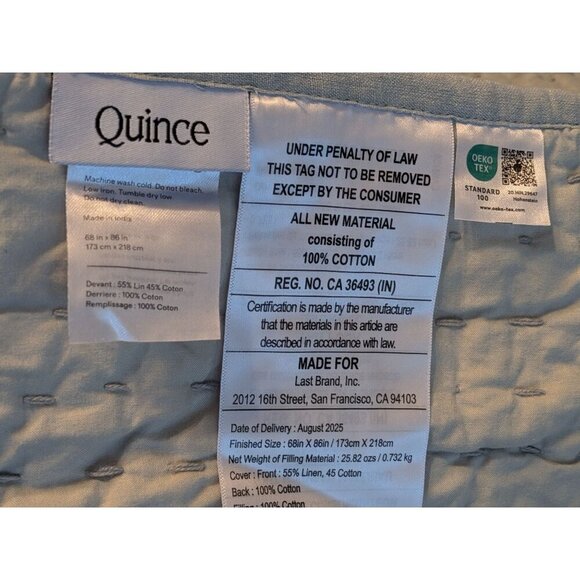 Quince
Machine wash cold. Do not bleach.
Low iron. Tumble dry low
Do not dry clean.
Made in India
68 in x 86 in
173 cm x 218 cm
Devant : 55% Lin 45% Coton
Derriere : 100% Coton
Remplissage : 100% Coton
UNDER PENALTY OF LAW
THIS TAG NOT TO BE REMOVED
EXCEPT BY THE CONSUMER
ALL NEW MATERIAL
consisting of
100% COTTON
REG. NO. CA 36493 (IN)
Certification is made by the manufacturer
that the materials in this article are
described in accordance with law.
MADE FOR
Last Brand, Inc.
2012 16th Street, San Francisco, CA 94103
Date of Delivery : August 2025
Finished Size : 68in X 86in / 173cm X 218cm
Net Weight of Filling Material : 25.82 ozs / 0.732 kg
Cover : Front : 55% Linen, 45 Cotton
Back : 100% Cotton
Filling : 100% Cotton
OEKO
TEX®
STANDARD
100
Hohenstein
www.oeko-tex.com